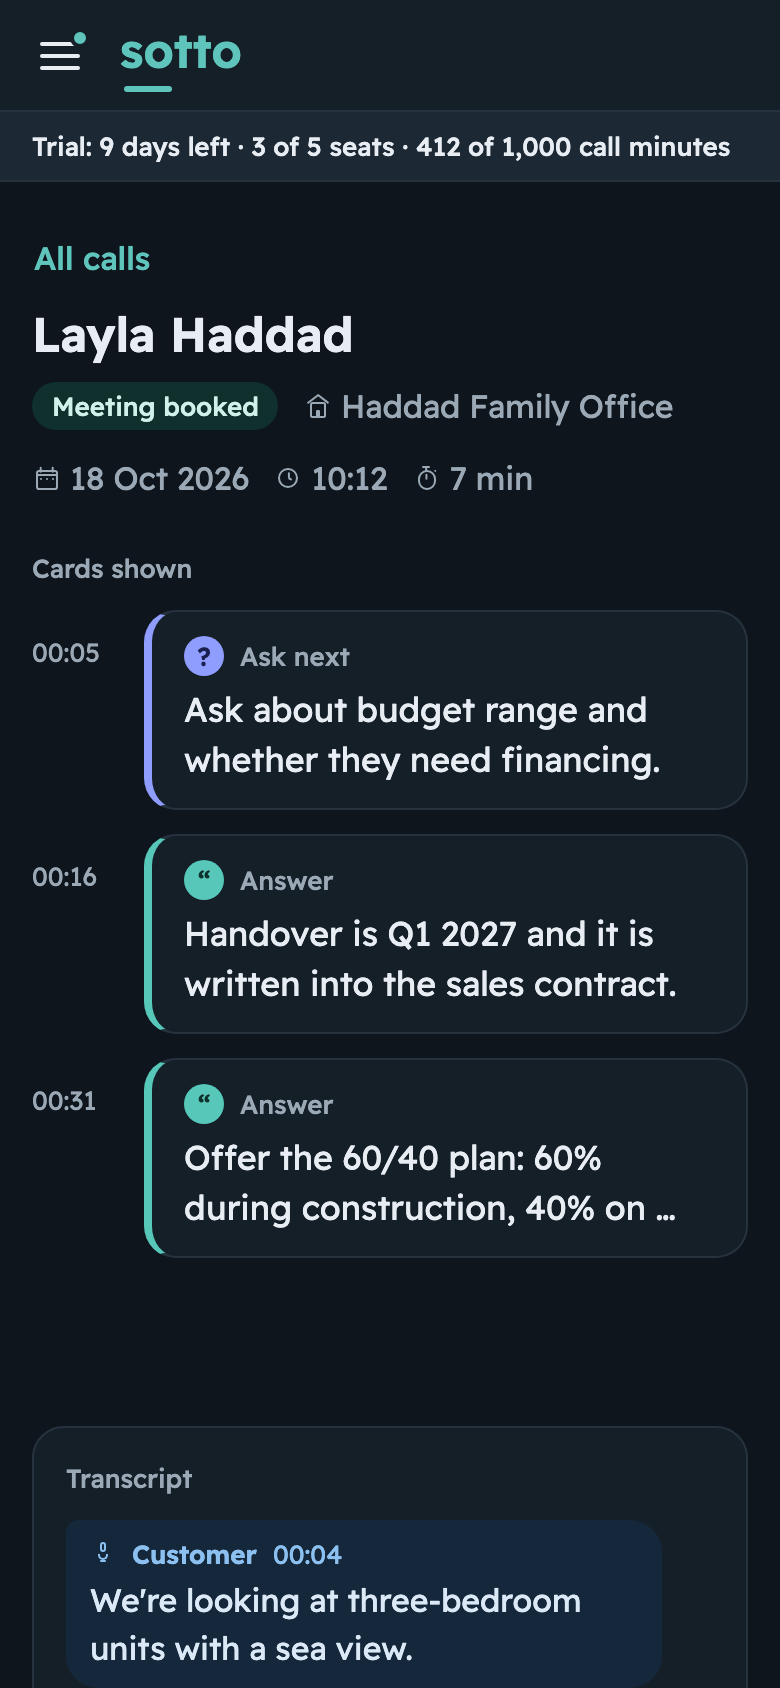 sotto
Trial: 9 days left · 3 of 5 seats · 412 of 1,000 call minutes
All calls
Layla Haddad
Meeting booked Haddad Family Office
18 Oct 2026 10:12 7 min
Cards shown
00:05
? Ask next
Ask about budget range and
whether they need financing.
00:16
“ Answer
Handover is Q1 2027 and it is
written into the sales contract.
00:31
“ Answer
Offer the 60/40 plan: 60%
during construction, 40% on ...
Transcript
Customer 00:04
We're looking at three-bedroom
units with a sea view.